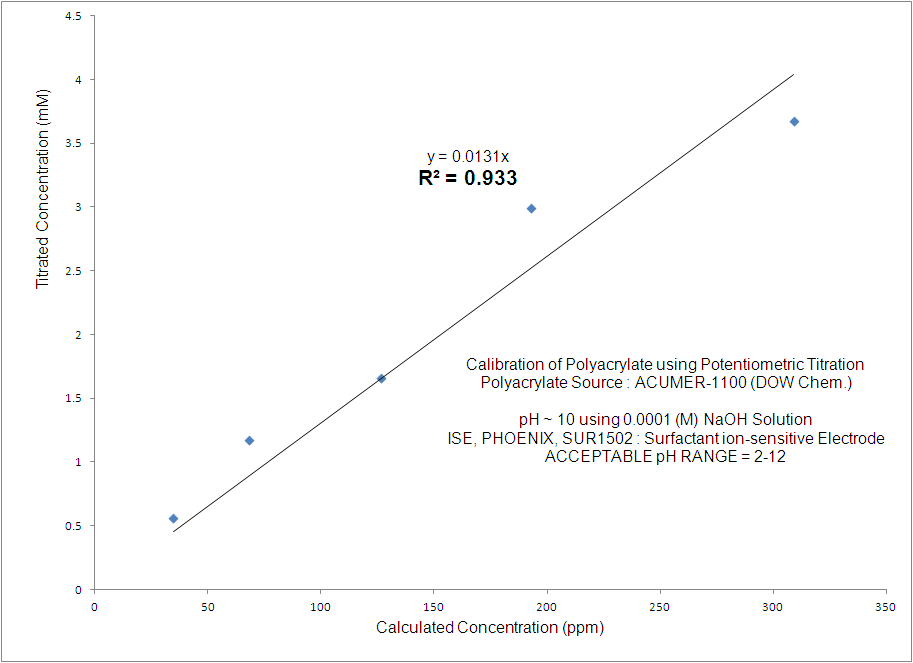 4.5
4
3.5
3
2.5
2
1.5
1
0.5
0
Titrated Concentration (mM)
y = 0.0131x
R² = 0.933
Calibration of Polyacrylate using Potentiometric Titration
Polyacrylate Source : ACUMER-1100 (DOW Chem.)
pH ~ 10 using 0.0001 (M) NaOH Solution
ISE, PHOENIX, SUR1502 : Surfactant ion-sensitive Electrode
ACCEPTABLE pH RANGE = 2-12
0 50 100 150 200 250 300 350
Calculated Concentration (ppm)